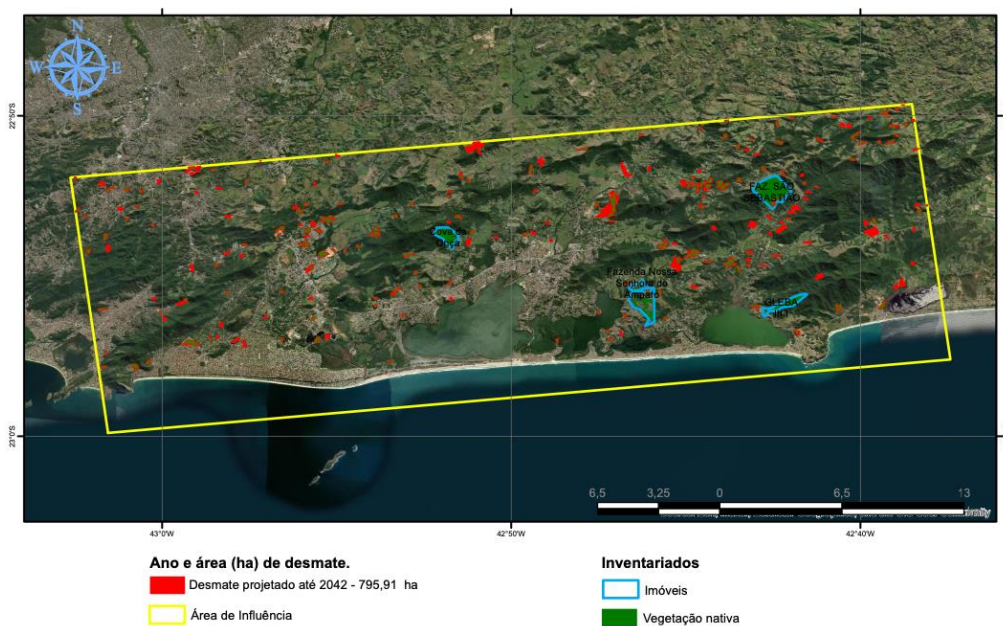 N
W
E
S
22°50'S
FAZ. SÃO
SEBASTIÃO
Fazenda Nossa
Senhora do
Amparo
GLEBA
23°0'S
6,5
3,25
0
6,5
13
43°0'W
42°50'W
42°40'W
Ano e área (ha) de desmate.
Desmate projetado até 2042 - 795,91 ha
Área de Influência
Inventariados
Imóveis
Vegetação nativa